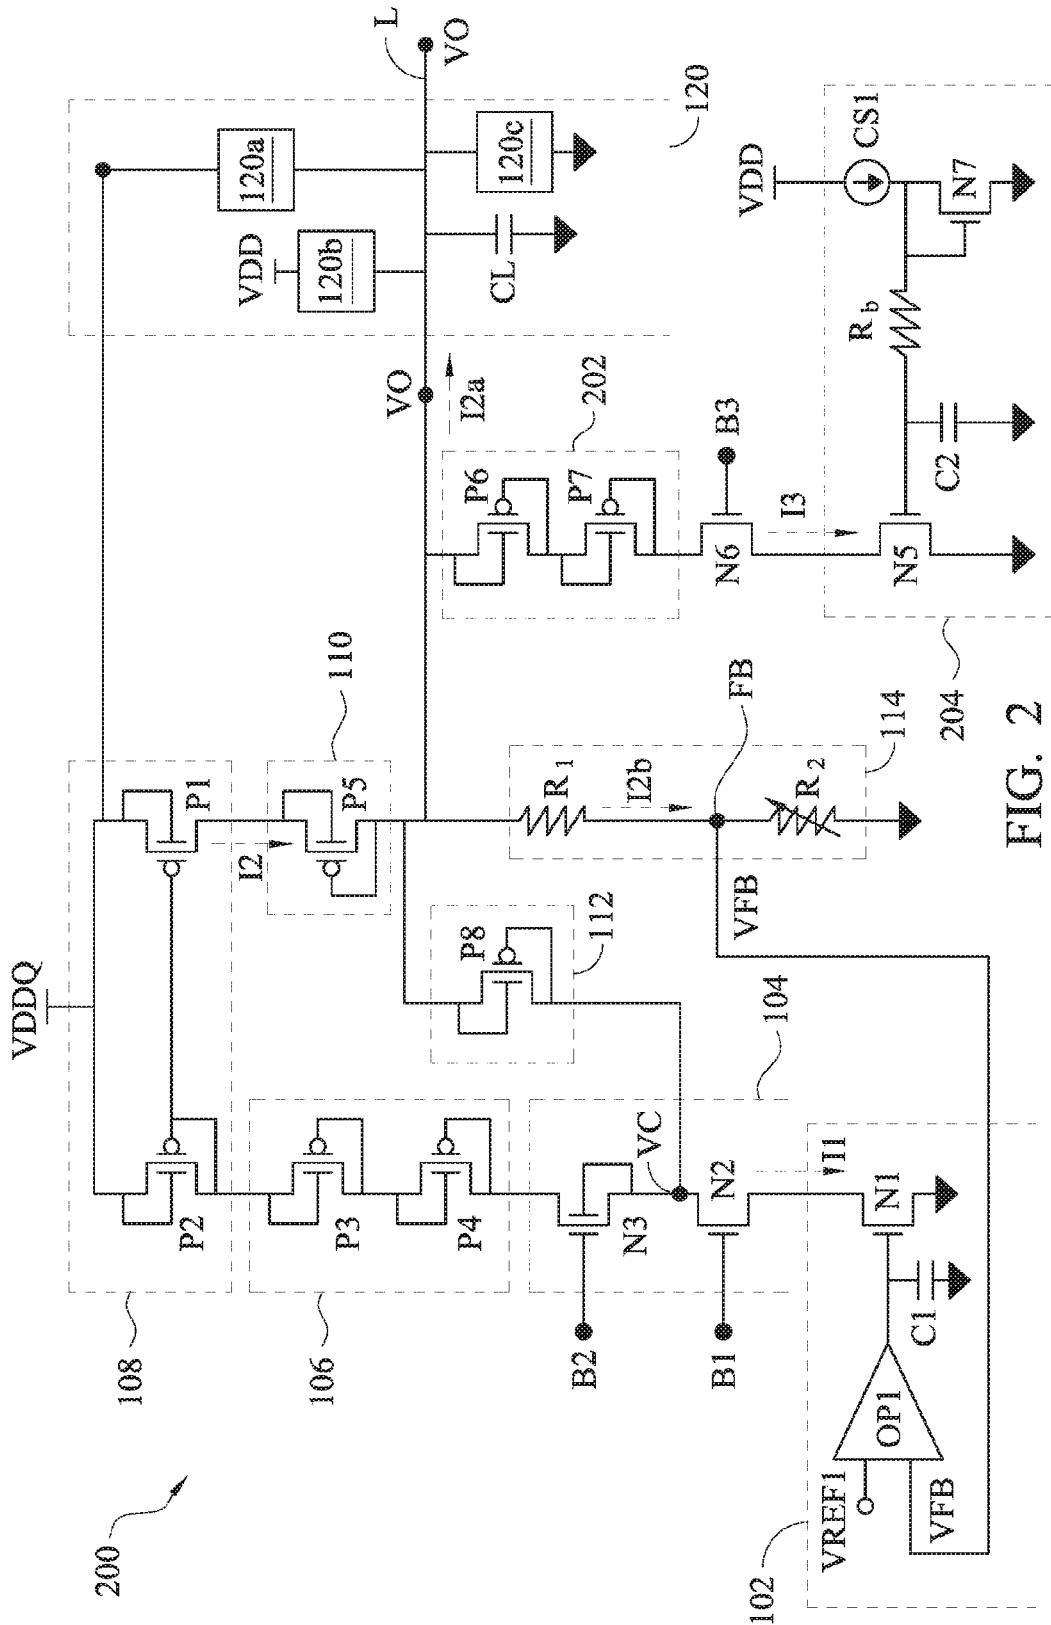 200
108
106
102
VDDQ
P2
P1
I2
P3
P4
P5
110
B2
N3
VC
B1
N2
104
P8
112
I1
VREF1
VFB
OP1
C1
N1
VFB
FB
R1
I2b
R2
114
VO
I2a
P6
P7
202
N6
B3
I3
N5
C2
Rb
VDD
CS1
N7
204
VDD
120b
120a
CL
120c
120
L
VO
FIG. 2